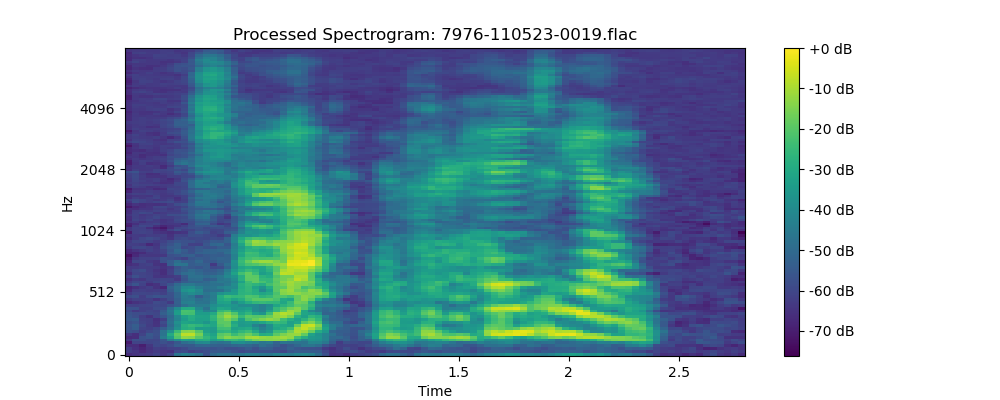 Processed Spectrogram: 7976-110523-0019.flac
Hz
4096
2048
1024
512
0
0
0.5
1
1.5
2
2.5
Time
+0 dB
-10 dB
-20 dB
-30 dB
-40 dB
-50 dB
-60 dB
-70 dB